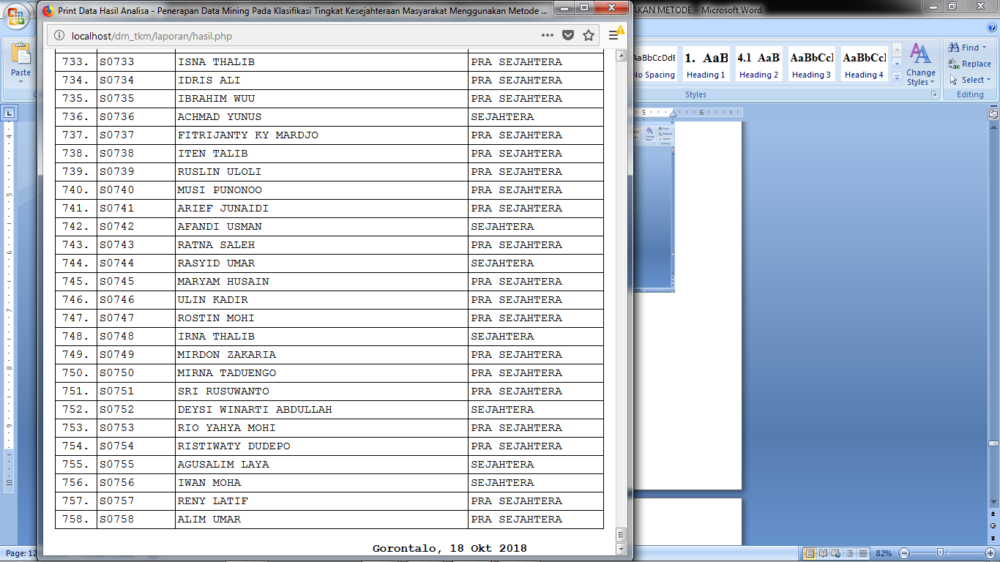 Print Data Hasil Analisa - Penerapan Data Mining Pada Klasifikasi Tingkat Kesejahteraan Masyarakat Menggunakan Metode ...
AKAN METODE - Microsoft Word
localhost/dm_tkm/laporan/hasil.php
Paste
AaBbCcDdE
No Spacing
1. AaB
Heading 1
4.1 AaB
Heading 2
AaBbCcI
Heading 3
AaBbCcI
Heading 4
Change Styles
Styles
Find
Replace
Select
Editing
733. S0733 ISNA THALIB PRA SEJAHTERA
734. S0734 IDRIS ALI PRA SEJAHTERA
735. S0735 IBRAHIM WUU PRA SEJAHTERA
736. S0736 ACHMAD YUNUS SEJAHTERA
737. S0737 FITRIJANTY KY MARDJO PRA SEJAHTERA
738. S0738 ITEN TALIB PRA SEJAHTERA
739. S0739 RUSLIN ULOLI PRA SEJAHTERA
740. S0740 MUSI PUNONOO PRA SEJAHTERA
741. S0741 ARIEF JUNAIDI PRA SEJAHTERA
742. S0742 AFANDI USMAN SEJAHTERA
743. S0743 RATNA SALEH PRA SEJAHTERA
744. S0744 RASYID UMAR SEJAHTERA
745. S0745 MARYAM HUSAIN PRA SEJAHTERA
746. S0746 ULIN KADIR PRA SEJAHTERA
747. S0747 ROSTIN MOHI PRA SEJAHTERA
748. S0748 IRNA THALIB SEJAHTERA
749. S0749 MIRDON ZAKARIA PRA SEJAHTERA
750. S0750 MIRNA TADUENGO PRA SEJAHTERA
751. S0751 SRI RUSUWANTO PRA SEJAHTERA
752. S0752 DEYSI WINARTI ABDULLAH SEJAHTERA
753. S0753 RIO YAHYA MOHI PRA SEJAHTERA
754. S0754 RISTIWATY DUDEPO PRA SEJAHTERA
755. S0755 AGUSALIM LAYA SEJAHTERA
756. S0756 IWAN MOHA SEJAHTERA
757. S0757 RENY LATIF PRA SEJAHTERA
758. S0758 ALIM UMAR PRA SEJAHTERA
Gorontalo, 18 Okt 2018
Page: 12
82%